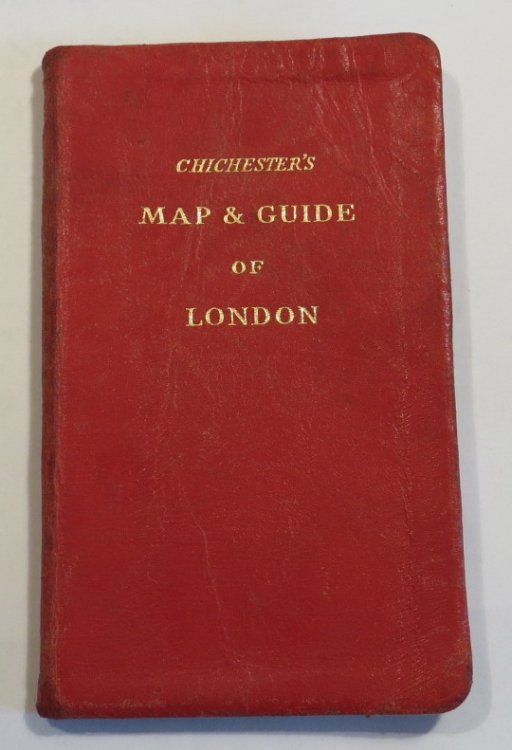 CHICHESTER'S
MAP & GUIDE
OF
LONDON